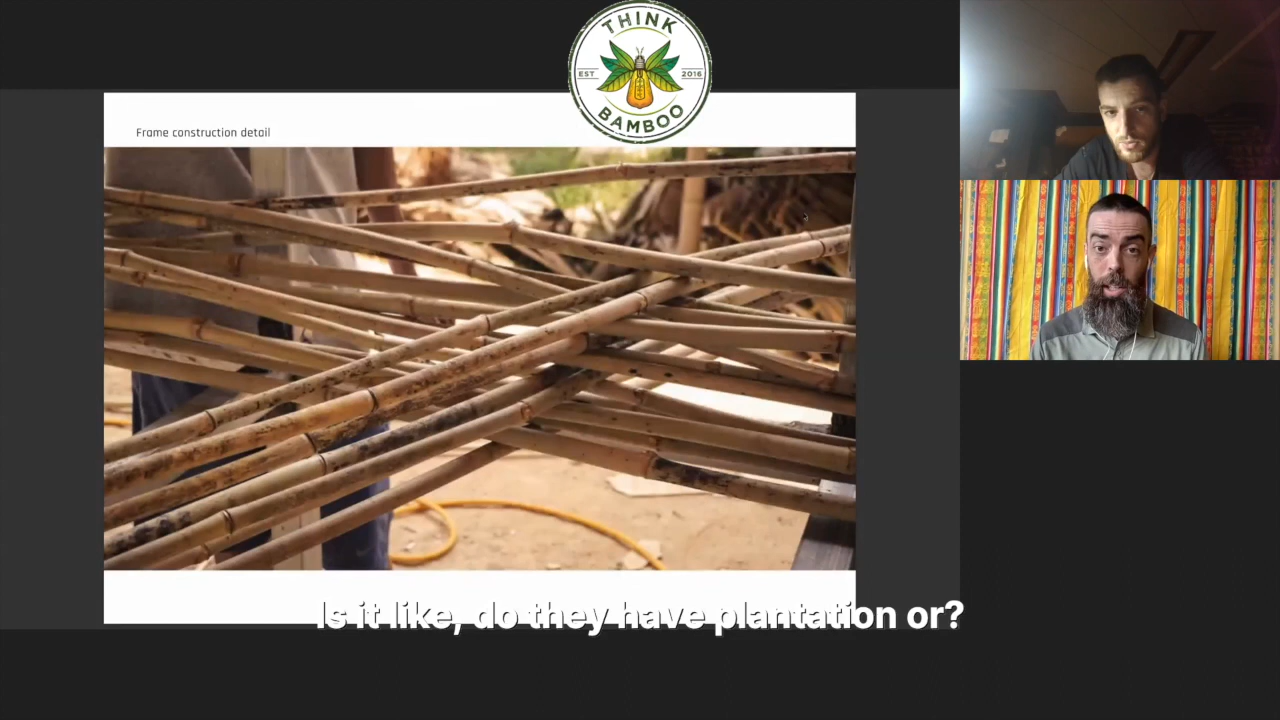 THINK
EST 2016
BAMBOO
Frame construction detail
Is it like, do they have plantation or?